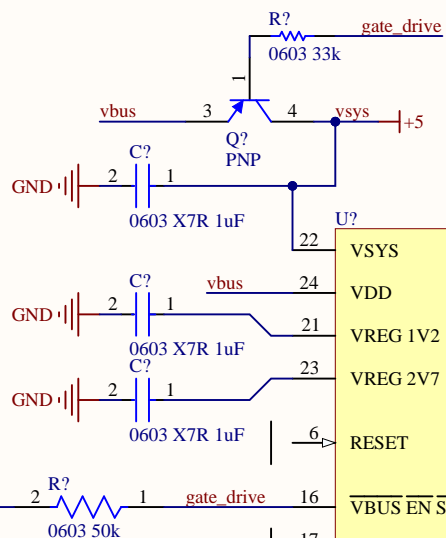 R?
gate_drive
0603 33k
1
vbus
3
4
vsys
+5
Q?
PNP
C?
GND
2
1
0603 X7R 1uF
U?
22
VSYS
vbus
24
VDD
C?
GND
2
1
0603 X7R 1uF
21
VREG 1V2
C?
GND
2
1
0603 X7R 1uF
23
VREG 2V7
6
RESET
R?
2
1
gate_drive
0603 50k
16
VBUS EN S
17